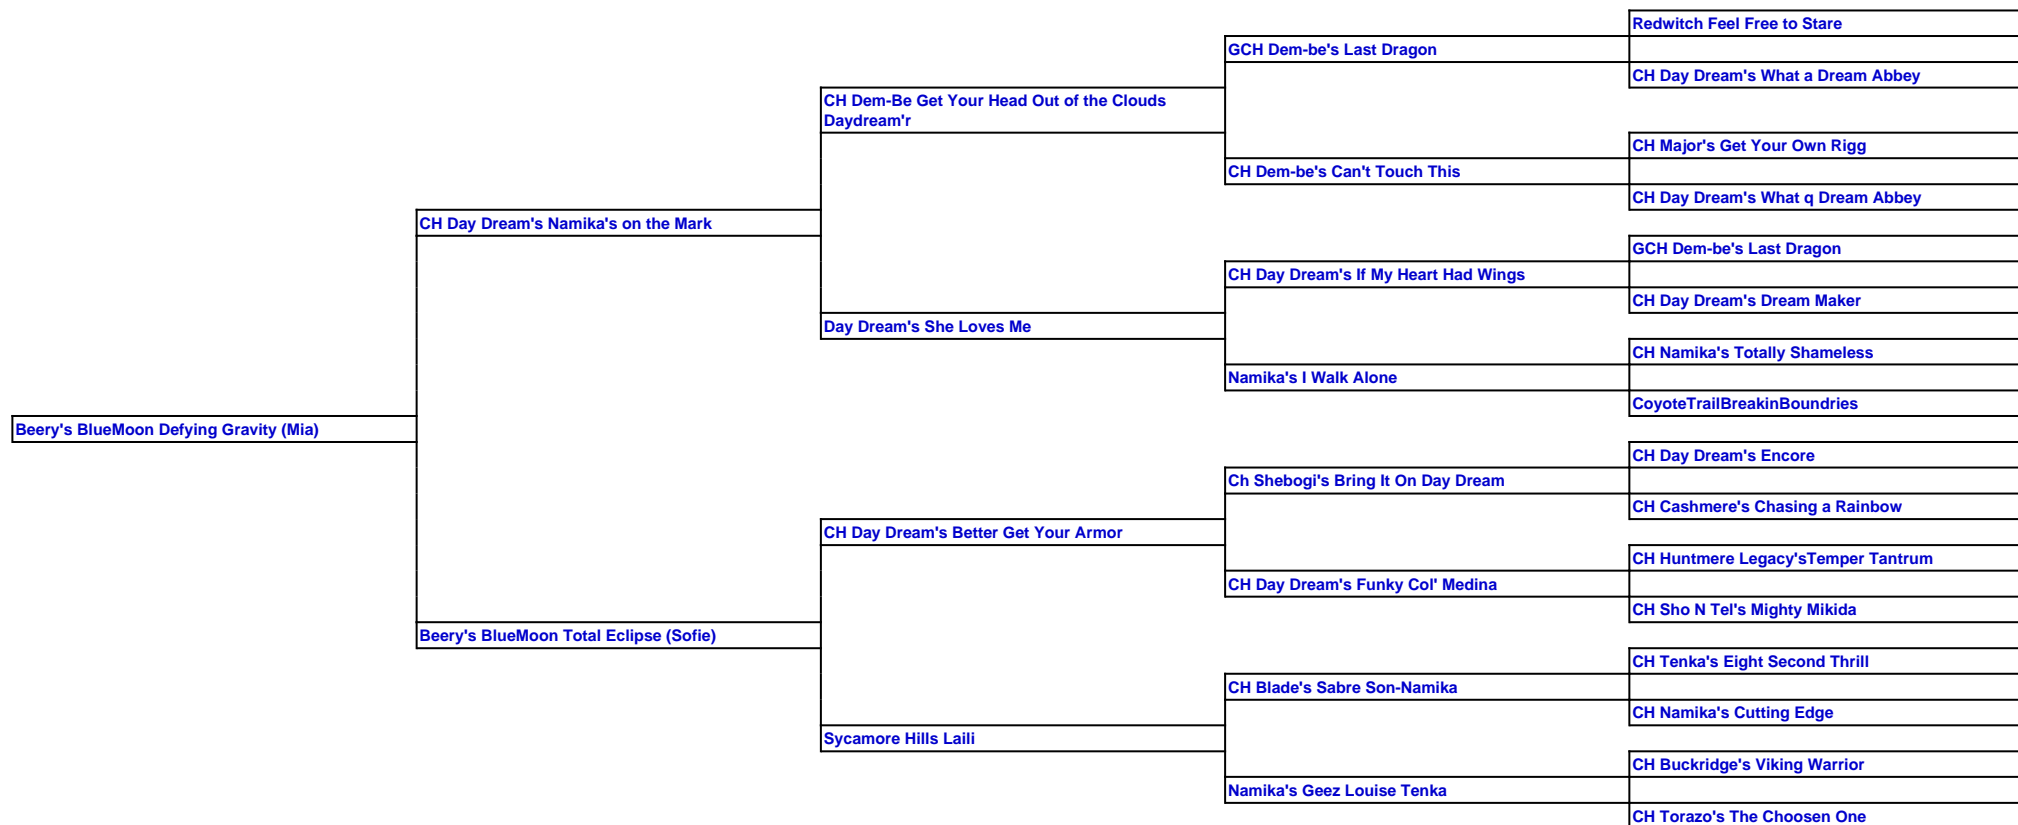 Redwitch Feel Free to Stare
GCH Dem-be's Last Dragon
CH Day Dream's What a Dream Abbey
CH Dem-Be Get Your Head Out of the Clouds
Daydream'r
CH Major's Get Your Own Rigg
CH Dem-be's Can't Touch This
CH Day Dream's What q Dream Abbey
CH Day Dream's Namika's on the Mark
GCH Dem-be's Last Dragon
CH Day Dream's If My Heart Had Wings
CH Day Dream's Dream Maker
Day Dream's She Loves Me
CH Namika's Totally Shameless
Namika's I Walk Alone
CoyoteTrailBreakinBoundries
Beery's BlueMoon Defying Gravity (Mia)
CH Day Dream's Encore
Ch Shebogi's Bring It On Day Dream
CH Cashmere's Chasing a Rainbow
CH Day Dream's Better Get Your Armor
CH Huntmere Legacy'sTemper Tantrum
CH Day Dream's Funky Col' Medina
CH Sho N Tel's Mighty Mikida
Beery's BlueMoon Total Eclipse (Sofie)
CH Tenka's Eight Second Thrill
CH Blade's Sabre Son-Namika
CH Namika's Cutting Edge
Sycamore Hills Laili
CH Buckridge's Viking Warrior
Namika's Geez Louise Tenka
CH Torazo's The Choosen One